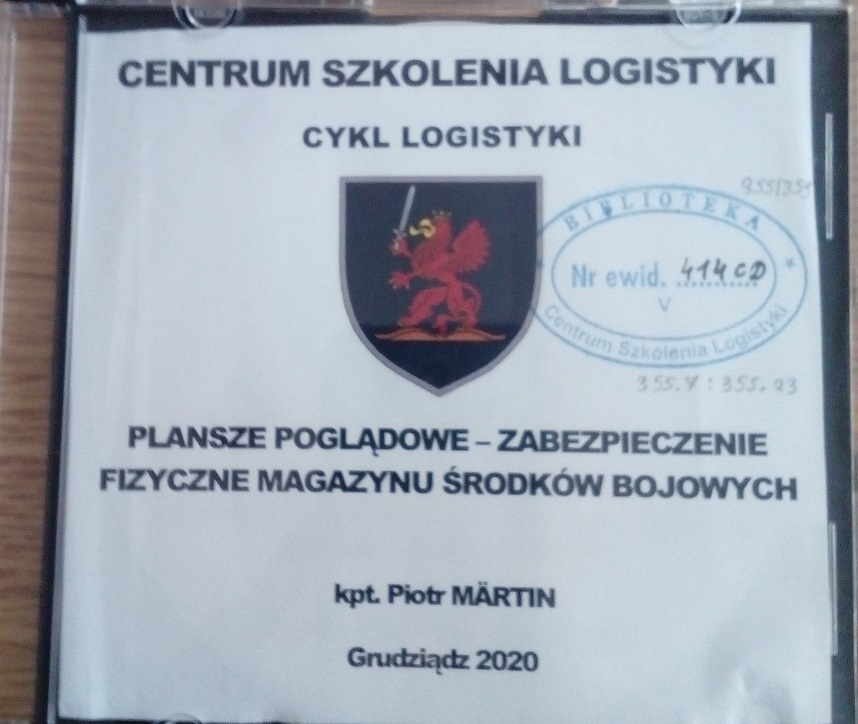 CENTRUM SZKOLENIA LOGISTYKI
CYKL LOGISTYKI
BIBLIOTEKA
Nr ewid. 414 CD
V
Centrum Szkolenia Logistyki
355.7 : 355.23
PLANSZE POGLĄDOWE – ZABEZPIECZENIE
FIZYCZNE MAGAZYNU ŚRODKÓW BOJOWYCH
kpt. Piotr MÄRTIN
Grudziądz 2020